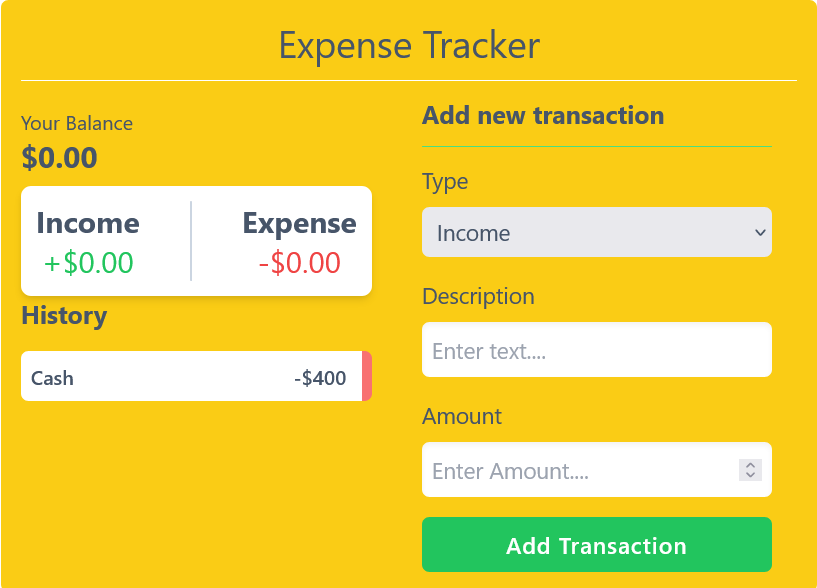 Expense Tracker
Your Balance
$0.00
Income
+$0.00
Expense
-$0.00
History
Cash -$400
Add new transaction
Type
Income
Description
Enter text....
Amount
Enter Amount....
Add Transaction